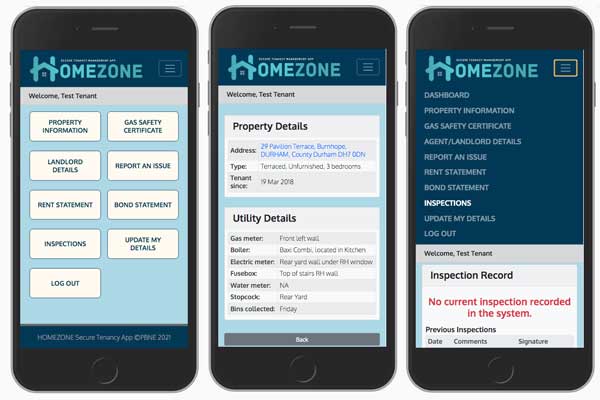 SECURE TENANCY MANAGEMENT APP
HOMEZONE
Welcome, Test Tenant
PROPERTY
INFORMATION
GAS SAFETY
CERTIFICATE
LANDLORD
DETAILS
REPORT AN ISSUE
RENT STATEMENT
BOND STATEMENT
INSPECTIONS
UPDATE MY
DETAILS
LOG OUT
HOMEZONE Secure Tenancy App ©PBNE 2021
SECURE TENANCY MANAGEMENT APP
HOMEZONE
Welcome, Test Tenant
Property Details
Address: 29 Pavilion Terrace, Burnhope,
DURHAM, County Durham DH7 0DN
Type: Terraced, Unfurnished, 3 bedrooms
Tenant
since: 19 Mar 2018
Utility Details
Gas meter: Front left wall
Boiler: Baxi Combi, located in Kitchen
Electric meter: Rear yard wall under RH window
Fusebox: Top of stairs RH wall
Water meter: NA
Stopcock: Rear Yard
Bins collected: Friday
Back
SECURE TENANCY MANAGEMENT APP
HOMEZONE
DASHBOARD
PROPERTY INFORMATION
GAS SAFETY CERTIFICATE
AGENT/LANDLORD DETAILS
REPORT AN ISSUE
RENT STATEMENT
BOND STATEMENT
INSPECTIONS
UPDATE MY DETAILS
LOG OUT
Welcome, Test Tenant
Inspection Record
No current inspection recorded
in the system.
Previous Inspections
Date Comments Signature